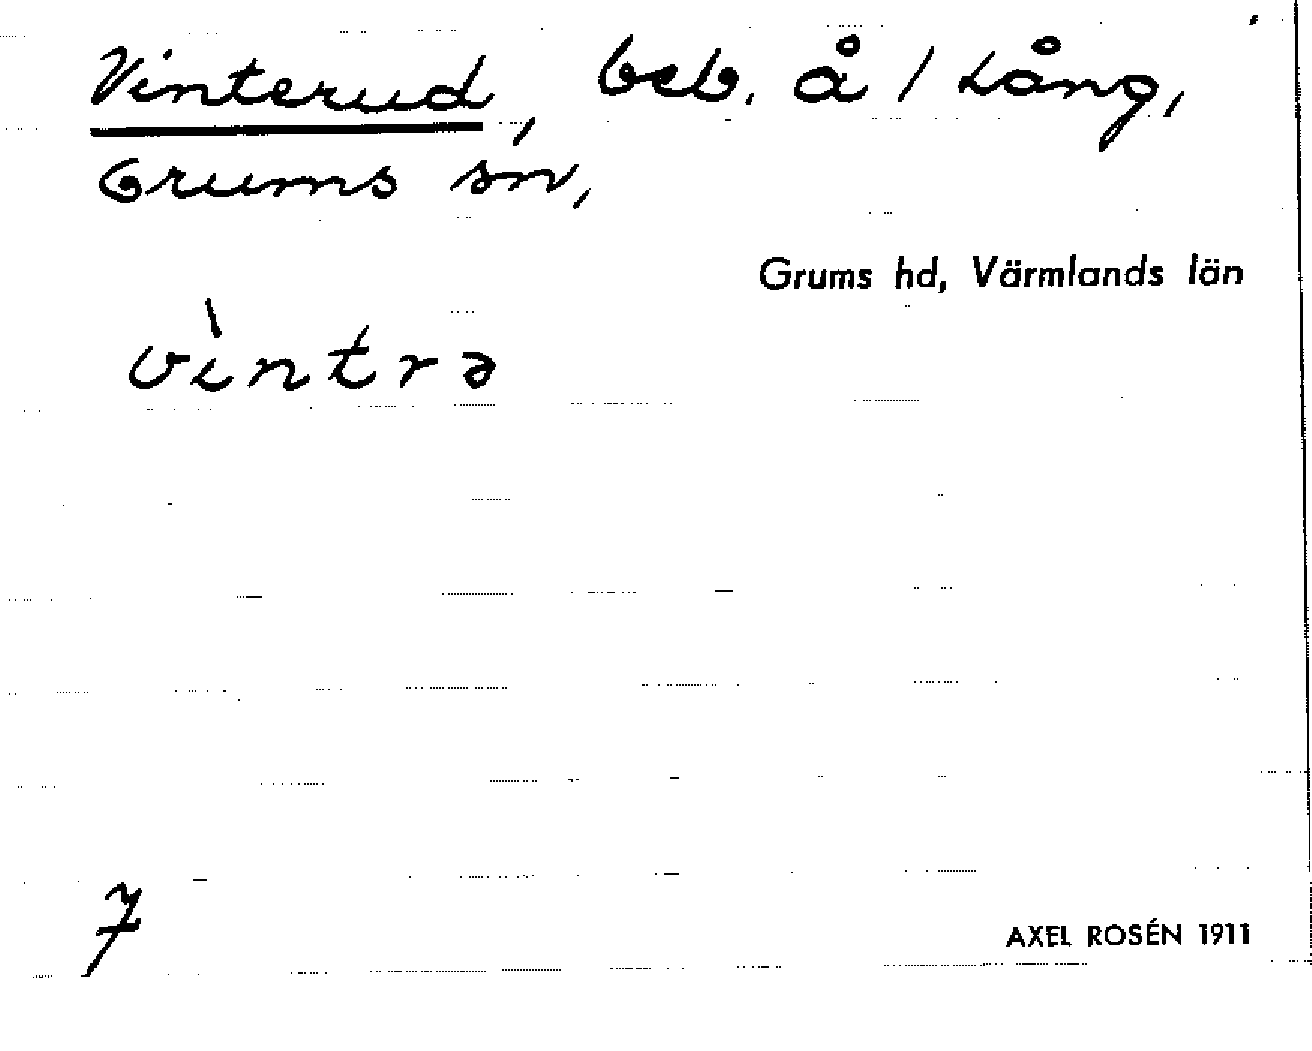 Vinterud, beb. å / Lång,
Grums sn,
Grums hd, Värmlands län
vìntrə
7
AXEL ROSÉN 1911